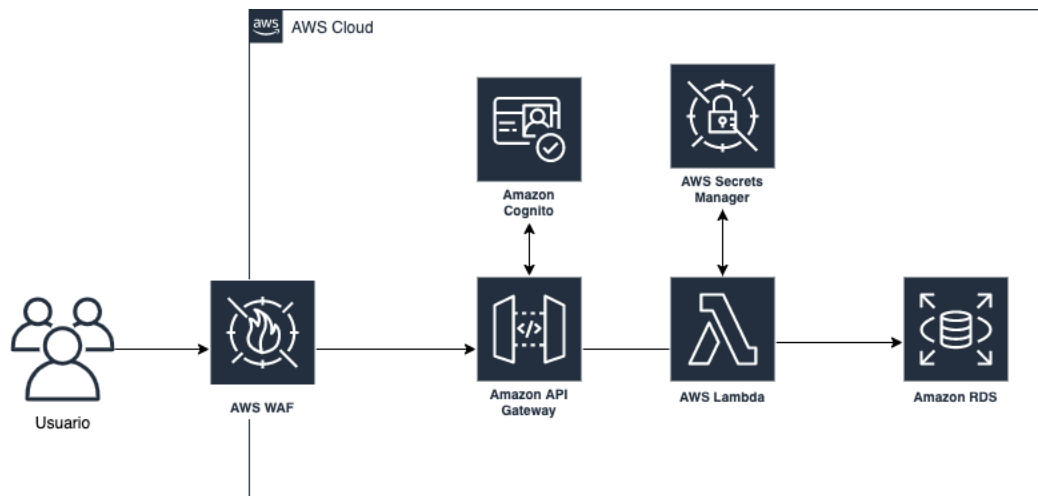 aws
AWS Cloud
Amazon
Cognito
AWS Secrets
Manager
</>
Usuario
AWS WAF
Amazon API
Gateway
AWS Lambda
Amazon RDS